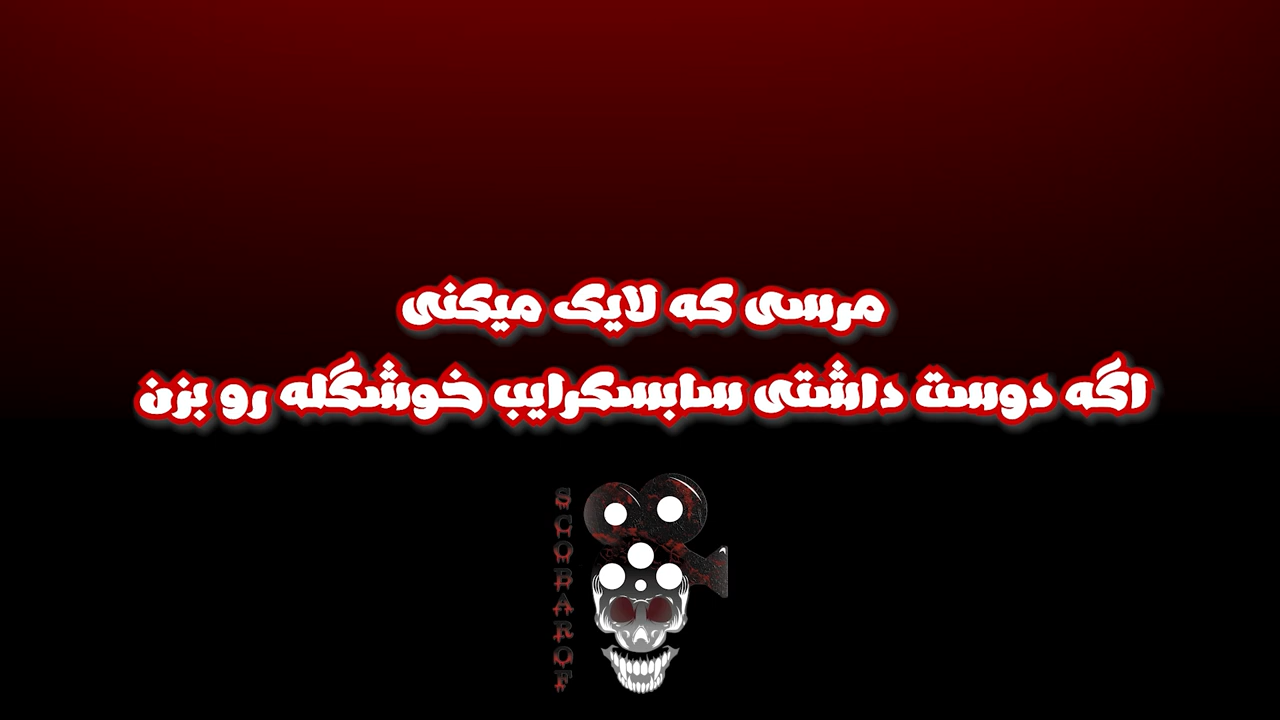 مرسی که لایک میکنی
اگه دوست داشتی سابسکرایب خوشگله رو بزن
SCOBAROF